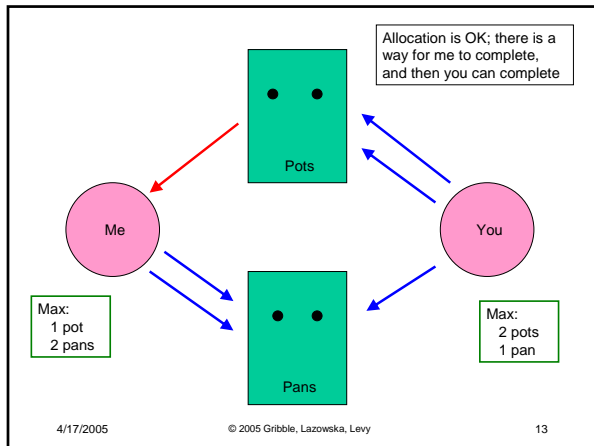 Allocation is OK; there is a
way for me to complete,
and then you can complete
Pots
Me
You
Max:
1 pot
2 pans
Max:
2 pots
1 pan
Pans
4/17/2005
© 2005 Gribble, Lazowska, Levy
13